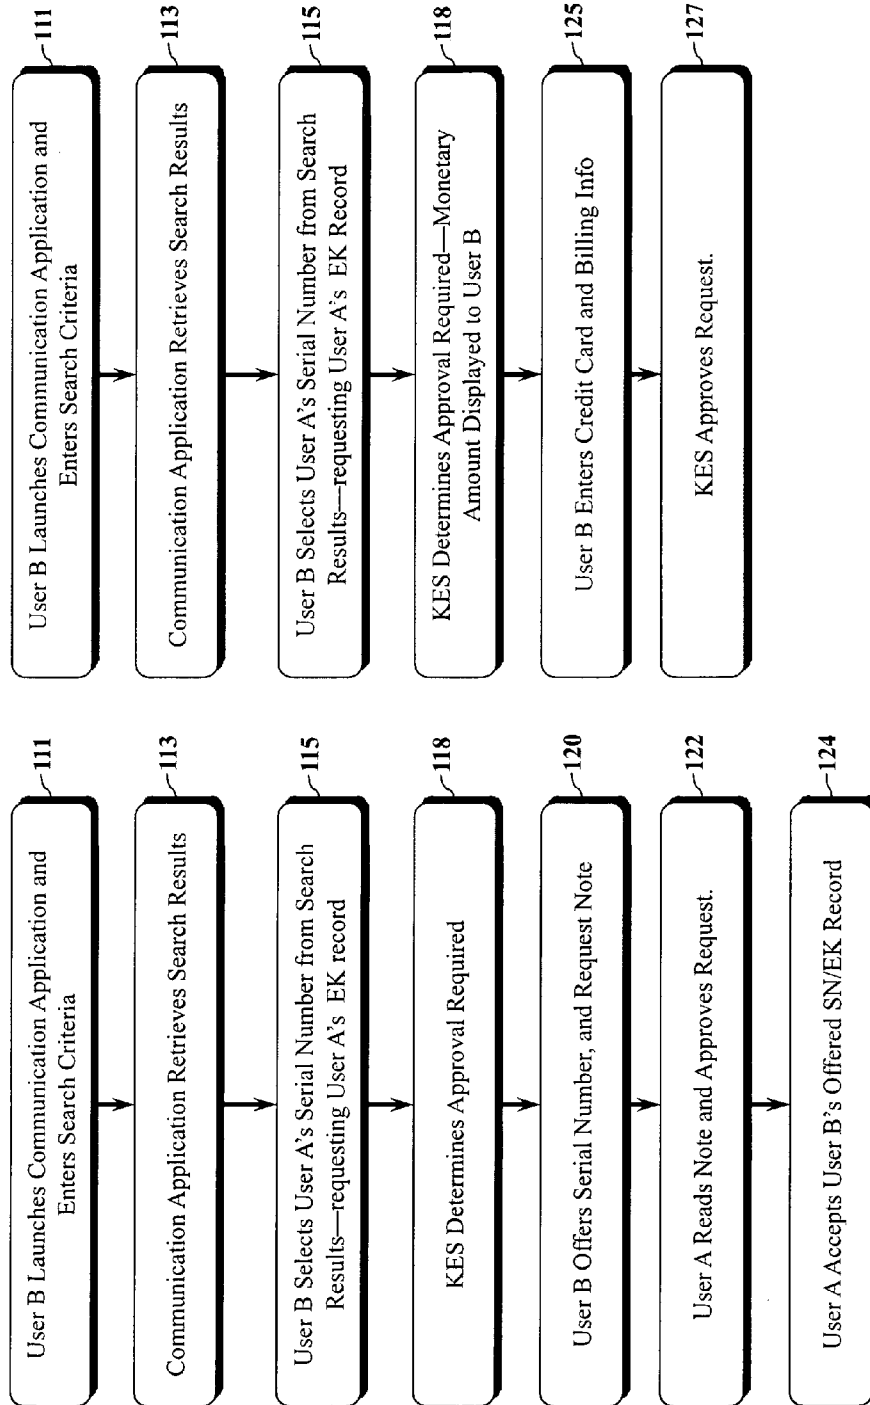 User B Launches Communication Application and
Enters Search Criteria
111
Communication Application Retrieves Search Results
113
User B Selects User A's Serial Number from Search
Results—requesting User A's EK record
115
KES Determines Approval Required
118
User B Offers Serial Number, and Request Note
120
User A Reads Note and Approves Request.
122
User A Accepts User B's Offered SN/EK Record
124
User B Launches Communication Application and
Enters Search Criteria
111
Communication Application Retrieves Search Results
113
User B Selects User A's Serial Number from Search
Results—requesting User A's EK Record
115
KES Determines Approval Required—Monetary
Amount Displayed to User B
118
User B Enters Credit Card and Billing Info
125
KES Approves Request.
127